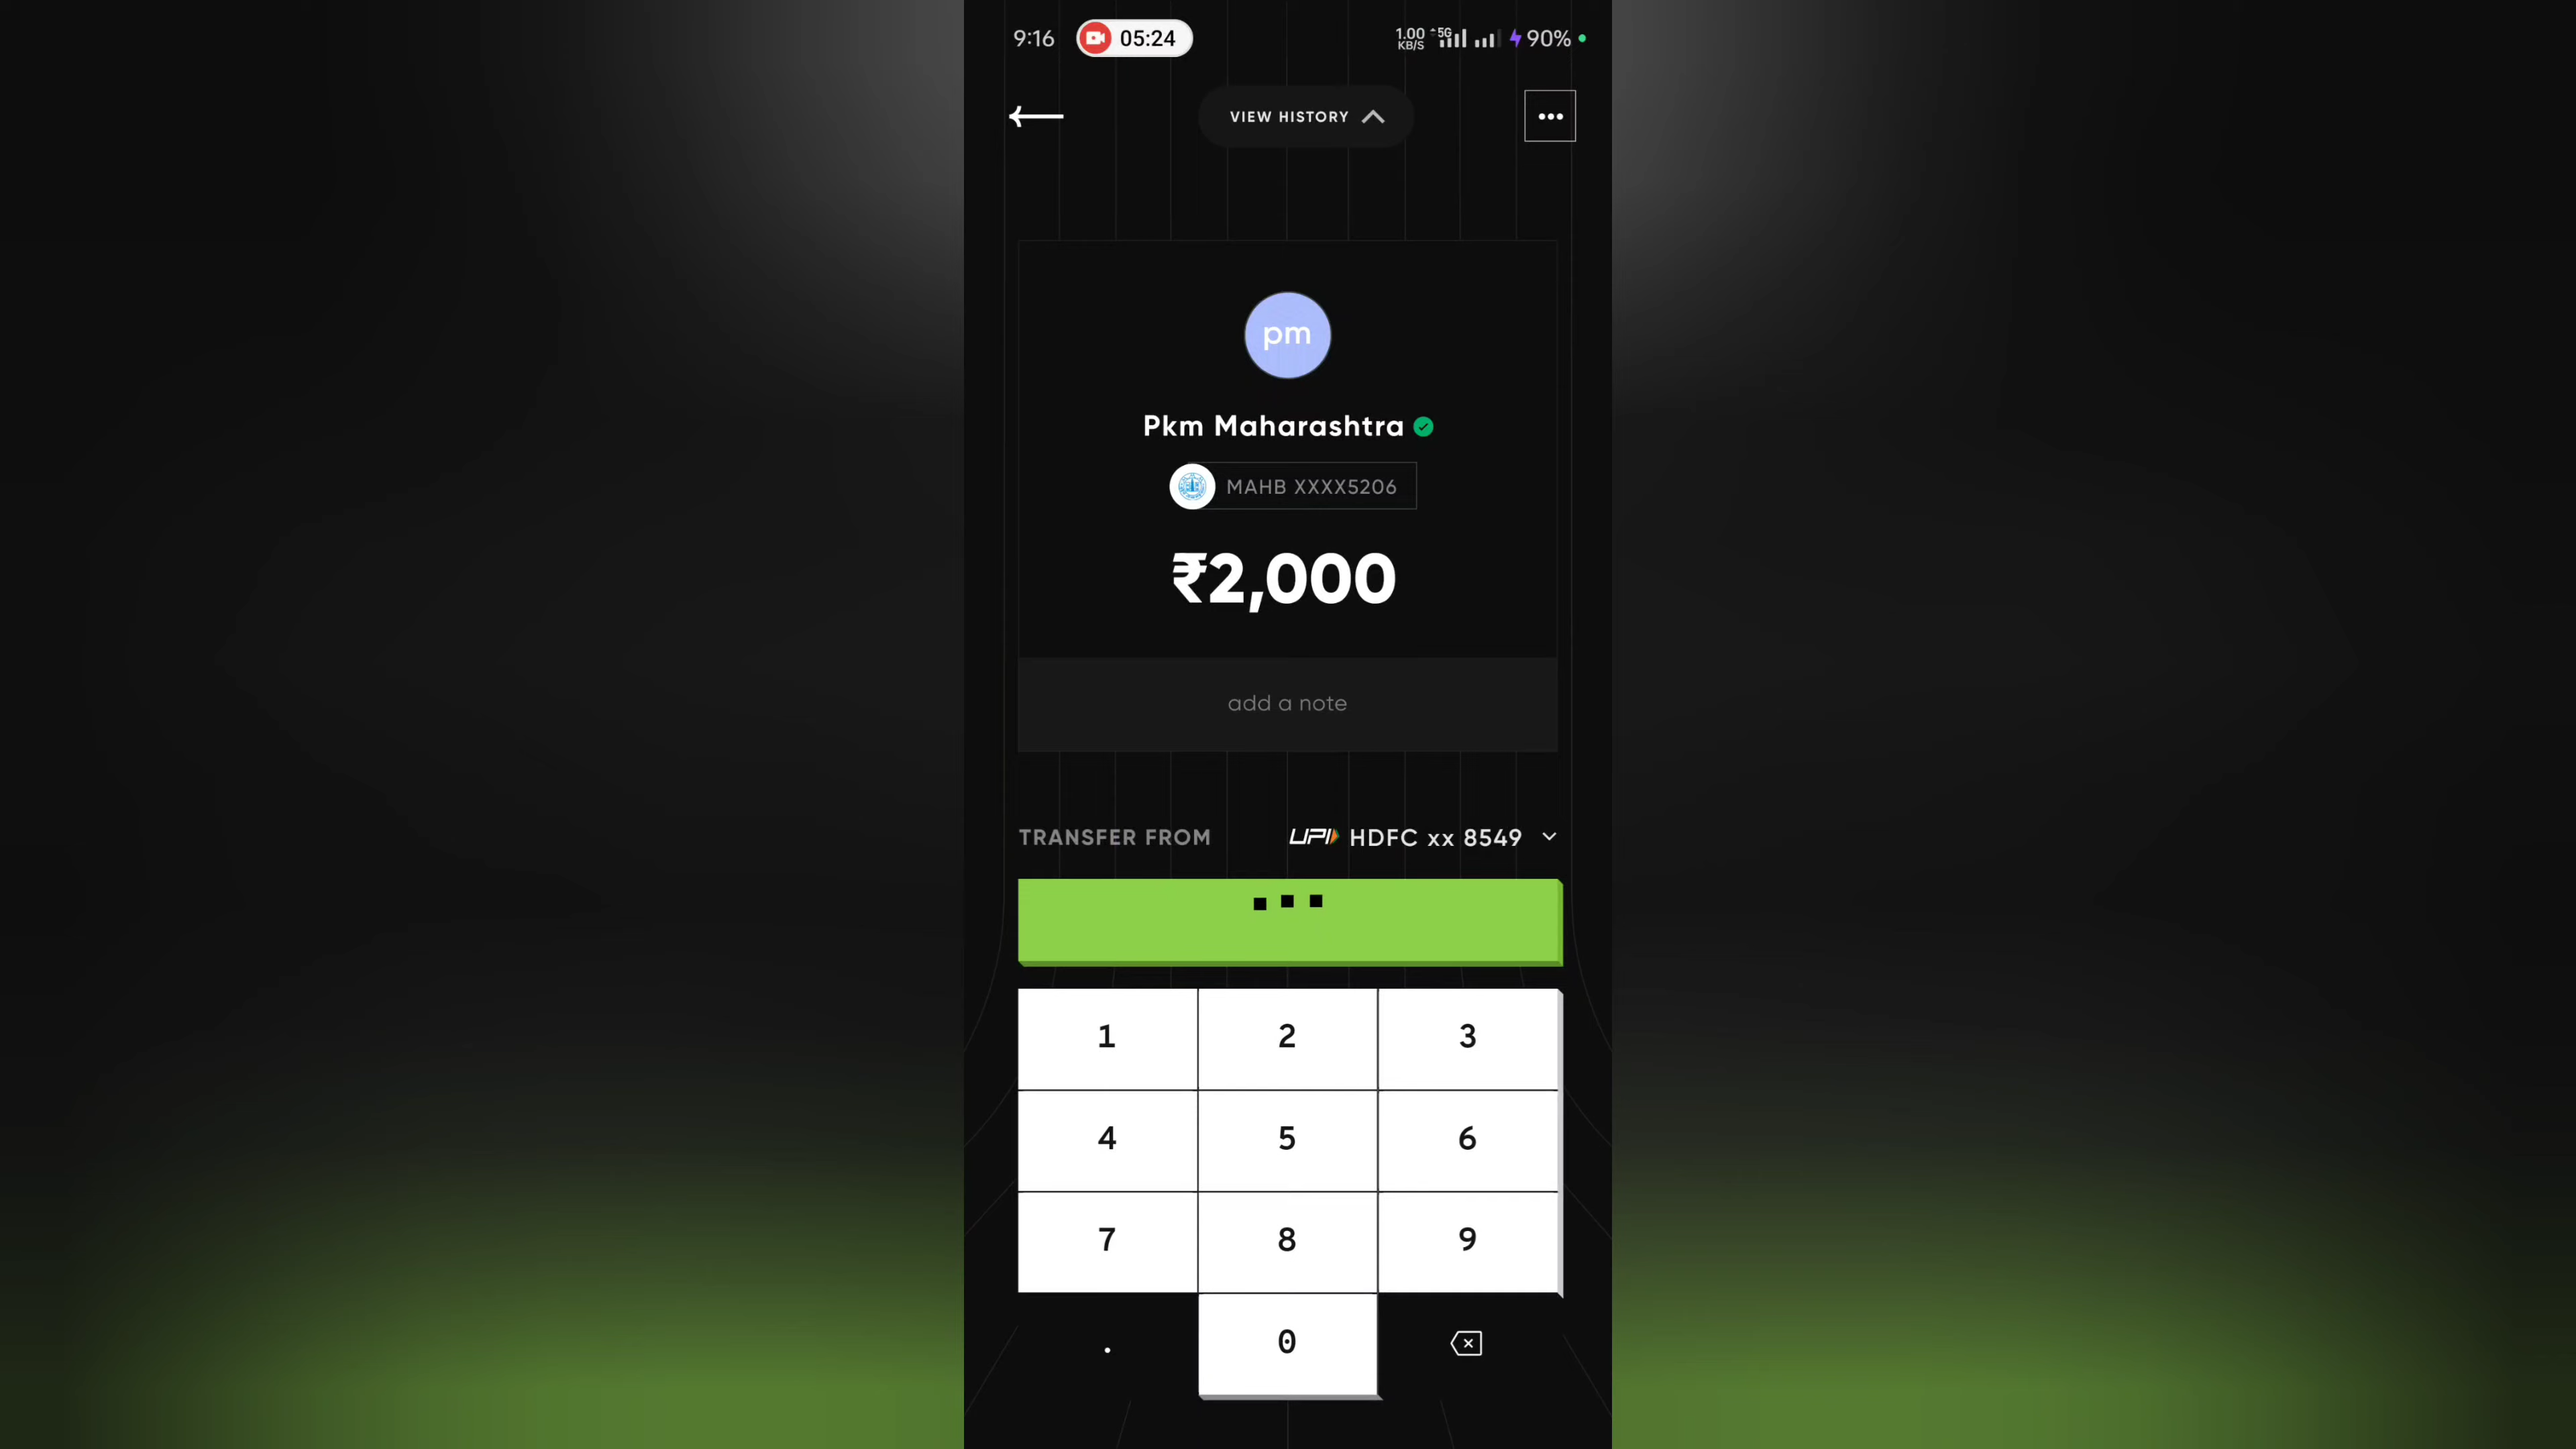 9:16 05:24 1.00 KB/S 5G 90%
VIEW HISTORY
pm
Pkm Maharashtra
MAHB XXXX5206
₹2,000
add a note
TRANSFER FROM UPI HDFC xx 8549
1 2 3
4 5 6
7 8 9
. 0